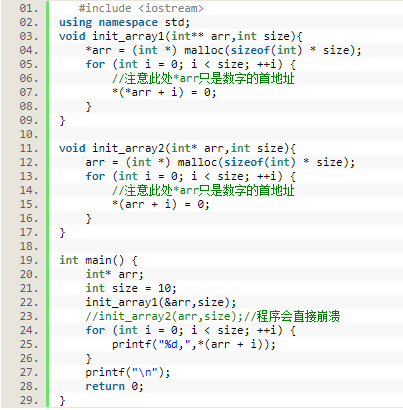 01.    #include <iostream>
02. using namespace std;
03. void init_array1(int** arr,int size){
04.     *arr = (int *) malloc(sizeof(int) * size);
05.     for (int i = 0; i < size; ++i) {
06.         //注意此处*arr只是数字的首地址
07.         *(*arr + i) = 0;
08.     }
09. }
10.
11. void init_array2(int* arr,int size){
12.     arr = (int *) malloc(sizeof(int) * size);
13.     for (int i = 0; i < size; ++i) {
14.         //注意此处*arr只是数字的首地址
15.         *(arr + i) = 0;
16.     }
17. }
18.
19. int main() {
20.     int* arr;
21.     int size = 10;
22.     init_array1(&arr,size);
23.     //init_array2(arr,size);//程序会直接崩溃
24.     for (int i = 0; i < size; ++i) {
25.         printf("%d,",*(arr + i));
26.     }
27.     printf("\n");
28.     return 0;
29. }